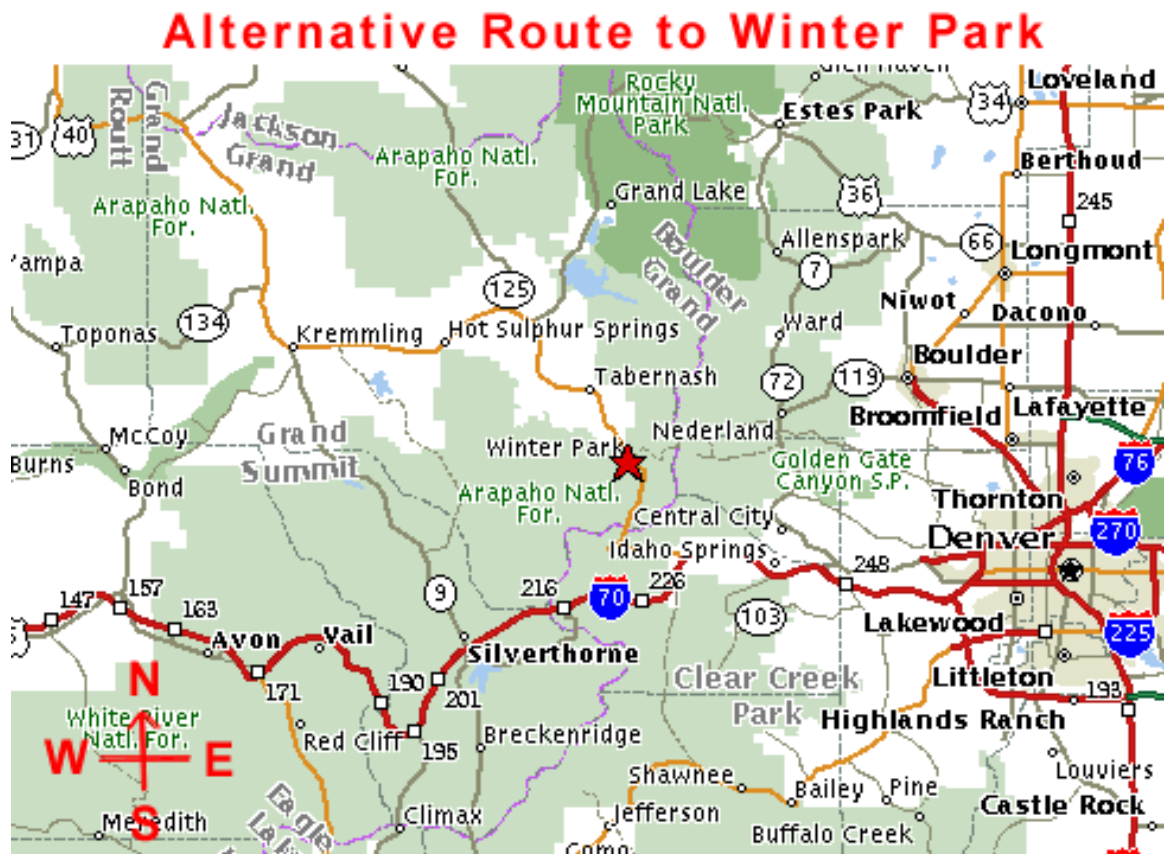 Alternative Route to Winter Park
Rocky
Mountain Natl.
Park
Glen Haven
Loveland
34
Estes Park
40
Grand
Routt
Jackson
Grand
Arapaho Natl.
For.
Berthoud
36
Grand Lake
245
Arapaho Natl.
For.
Boulder
Grand
Allenspark
66
Longmont
7
125
Niwot
Dacono
134
Toponas
Kremmling
Hot Sulphur Springs
Ward
Boulder
Tabernash
72
119
Broomfield
Lafayette
McCoy
Grand
Summit
Winter Park
Nederland
Burns
Bond
Golden Gate
Canyon S.P.
76
Arapaho Natl.
For.
Thornton
Central City
Denver
270
Idaho Springs
248
147
157
163
9
216
70
226
103
Lakewood
225
Avon
Vail
Silverthorne
171
190
201
Clear Creek
Park
Littleton
193
N
White River
Natl. For.
Red Cliff
195
Breckenridge
Highlands Ranch
W
E
Louviers
Shawnee
Bailey
Pine
Castle Rock
S
Eagle
Climax
Jefferson
Buffalo Creek
Como